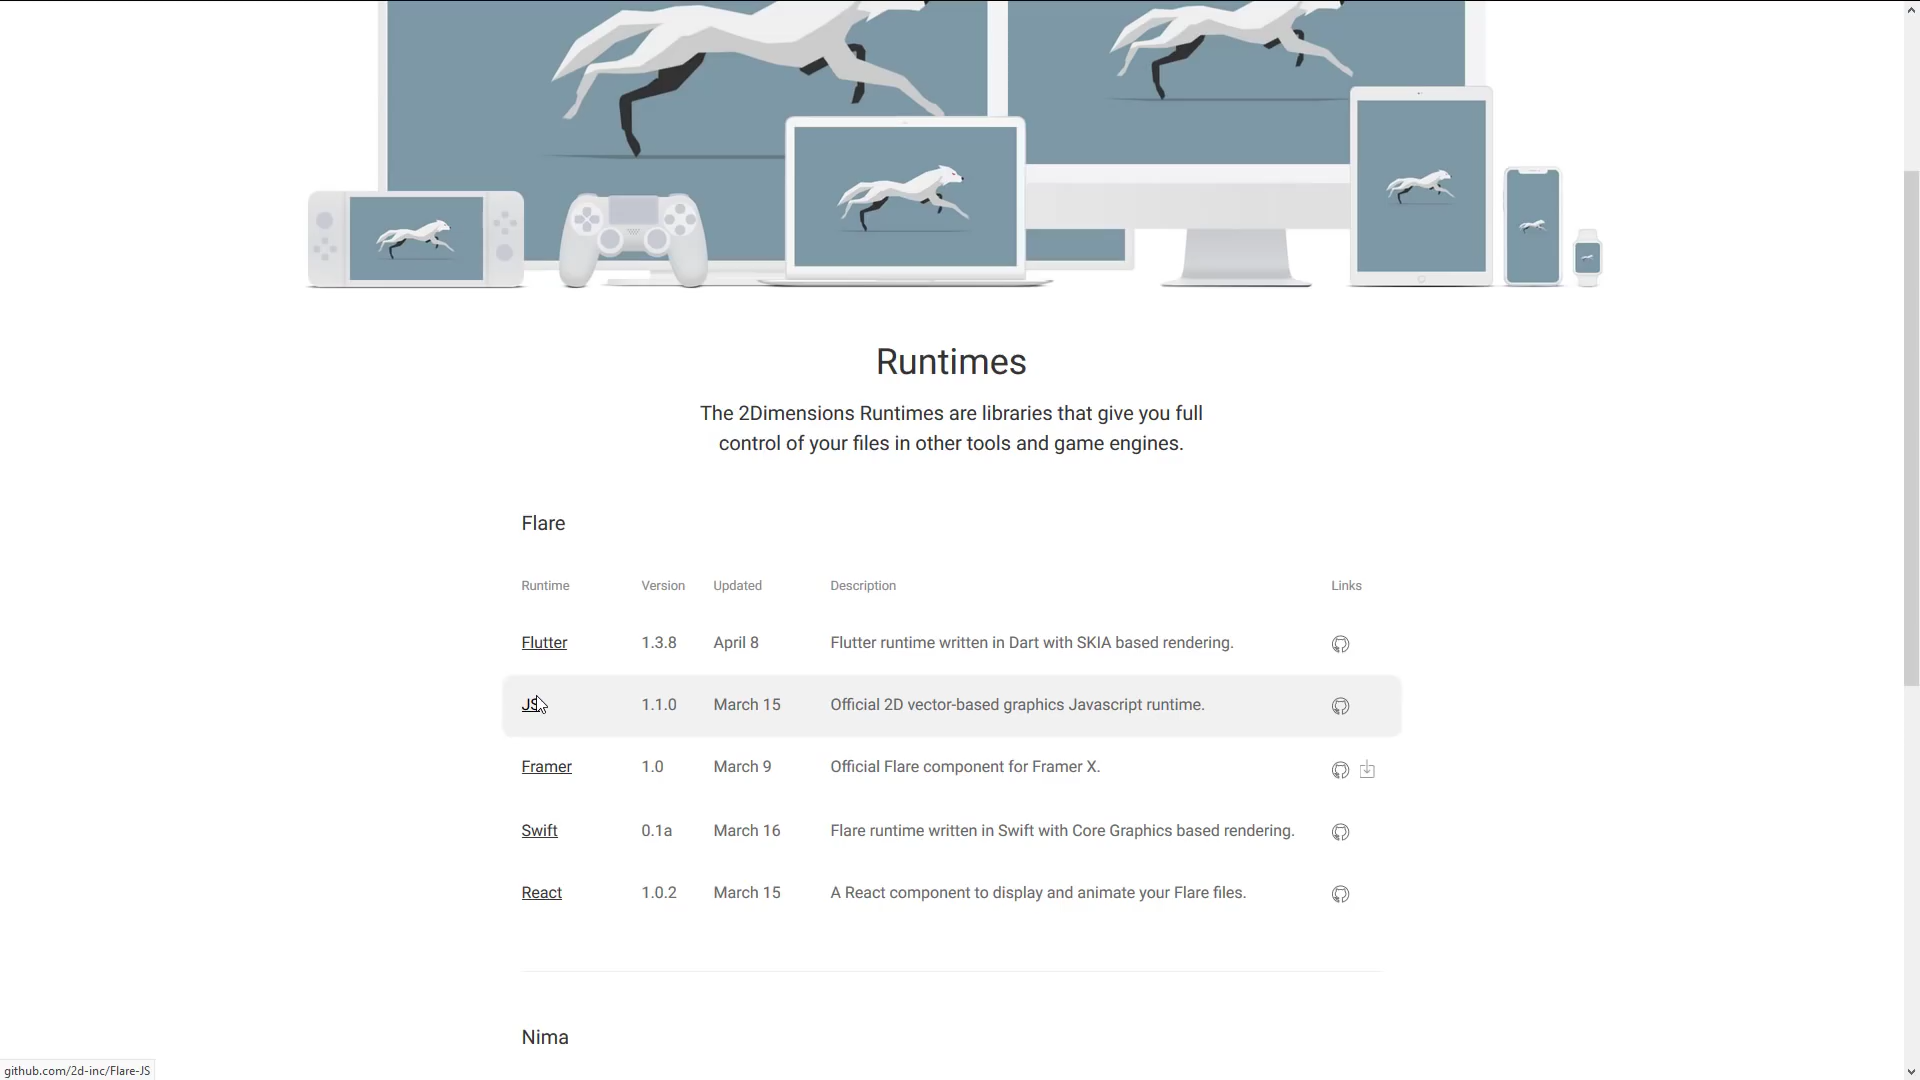 Runtimes
The 2Dimensions Runtimes are libraries that give you full
control of your files in other tools and game engines.
Flare
Runtime Version Updated Description Links
Flutter 1.3.8 April 8 Flutter runtime written in Dart with SKIA based rendering.
JS 1.1.0 March 15 Official 2D vector-based graphics Javascript runtime.
Framer 1.0 March 9 Official Flare component for Framer X.
Swift 0.1a March 16 Flare runtime written in Swift with Core Graphics based rendering.
React 1.0.2 March 15 A React component to display and animate your Flare files.
Nima
github.com/2d-inc/Flare-JS